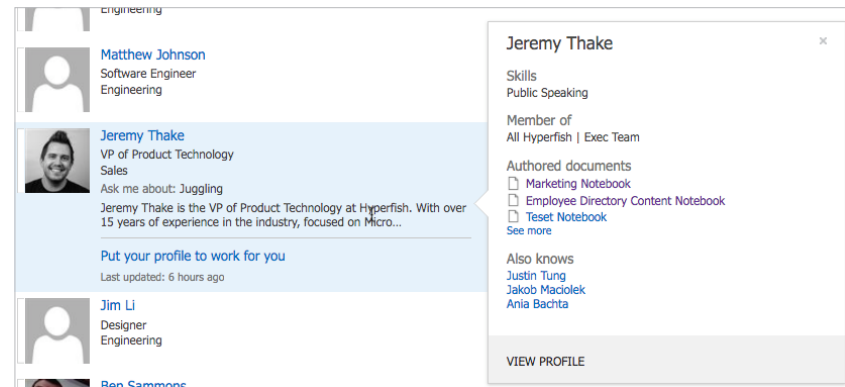 Engineering
Matthew Johnson
Software Engineer
Engineering
Jeremy Thake
VP of Product Technology
Sales
Ask me about: Juggling
Jeremy Thake is the VP of Product Technology at Hyperfish. With over
15 years of experience in the industry, focused on Micro...
Put your profile to work for you
Last updated: 6 hours ago
Jim Li
Designer
Engineering
Ben Sammons
Jeremy Thake
×
Skills
Public Speaking
Member of
All Hyperfish | Exec Team
Authored documents
Marketing Notebook
Employee Directory Content Notebook
Teset Notebook
See more
Also knows
Justin Tung
Jakob Maciolek
Ania Bachta
VIEW PROFILE